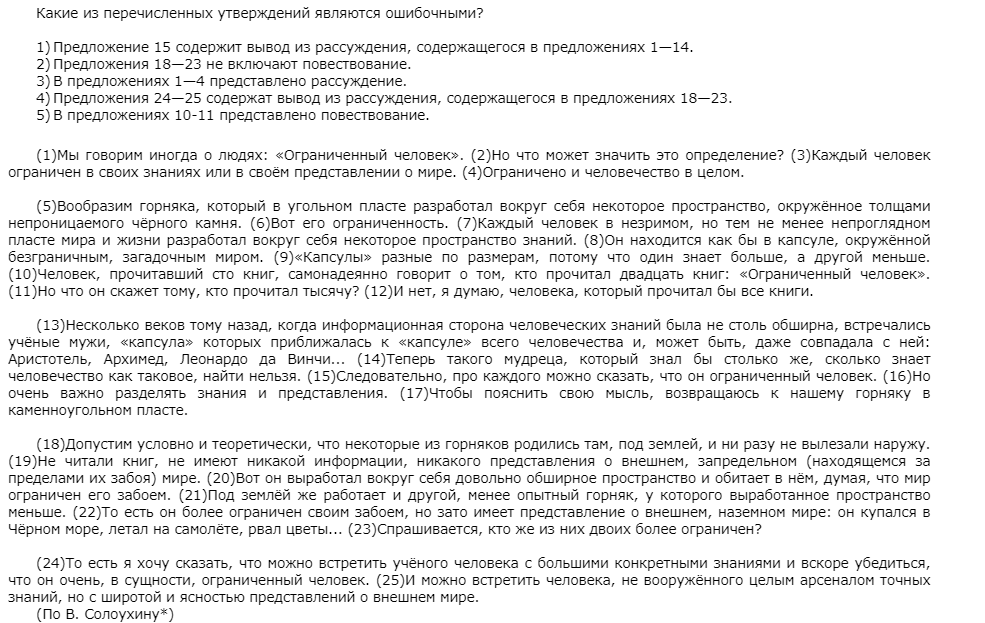 Какие из перечисленных утверждений являются ошибочными?
1) Предложение 15 содержит вывод из рассуждения, содержащегося в предложениях 1—14.
2) Предложения 18—23 не включают повествование.
3) В предложениях 1—4 представлено рассуждение.
4) Предложения 24—25 содержат вывод из рассуждения, содержащегося в предложениях 18—23.
5) В предложениях 10-11 представлено повествование.
(1)Мы говорим иногда о людях: «Ограниченный человек». (2)Но что может значить это определение? (3)Каждый человек
ограничен в своих знаниях или в своём представлении о мире. (4)Ограничено и человечество в целом.
(5)Вообразим горняка, который в угольном пласте разработал вокруг себя некоторое пространство, окружённое толщами
непроницаемого чёрного камня. (6)Вот его ограниченность. (7)Каждый человек в незримом, но тем не менее непроглядном
пласте мира и жизни разработал вокруг себя некоторое пространство знаний. (8)Он находится как бы в капсуле, окружённой
безграничным, загадочным миром. (9)«Капсулы» разные по размерам, потому что один знает больше, а другой меньше.
(10)Человек, прочитавший сто книг, самонадеянно говорит о том, кто прочитал двадцать книг: «Ограниченный человек».
(11)Но что он скажет тому, кто прочитал тысячу? (12)И нет, я думаю, человека, который прочитал бы все книги.
(13)Несколько веков тому назад, когда информационная сторона человеческих знаний была не столь обширна, встречались
учёные мужи, «капсула» которых приближалась к «капсуле» всего человечества и, может быть, даже совпадала с ней:
Аристотель, Архимед, Леонардо да Винчи... (14)Теперь такого мудреца, который знал бы столько же, сколько знает
человечество как таковое, найти нельзя. (15)Следовательно, про каждого можно сказать, что он ограниченный человек. (16)Но
очень важно разделять знания и представления. (17)Чтобы пояснить свою мысль, возвращаюсь к нашему горняку в
каменноугольном пласте.
(18)Допустим условно и теоретически, что некоторые из горняков родились там, под землей, и ни разу не вылезали наружу.
(19)Не читали книг, не имеют никакой информации, никакого представления о внешнем, запредельном (находящемся за
пределами их забоя) мире. (20)Вот он выработал вокруг себя довольно обширное пространство и обитает в нём, думая, что мир
ограничен его забоем. (21)Под землёй же работает и другой, менее опытный горняк, у которого выработанное пространство
меньше. (22)То есть он более ограничен своим забоем, но зато имеет представление о внешнем, наземном мире: он купался в
Чёрном море, летал на самолёте, рвал цветы... (23)Спрашивается, кто же из них двоих более ограничен?
(24)То есть я хочу сказать, что можно встретить учёного человека с большими конкретными знаниями и вскоре убедиться,
что он очень, в сущности, ограниченный человек. (25)И можно встретить человека, не вооружённого целым арсеналом точных
знаний, но с широтой и ясностью представлений о внешнем мире.
(По В. Солоухину*)